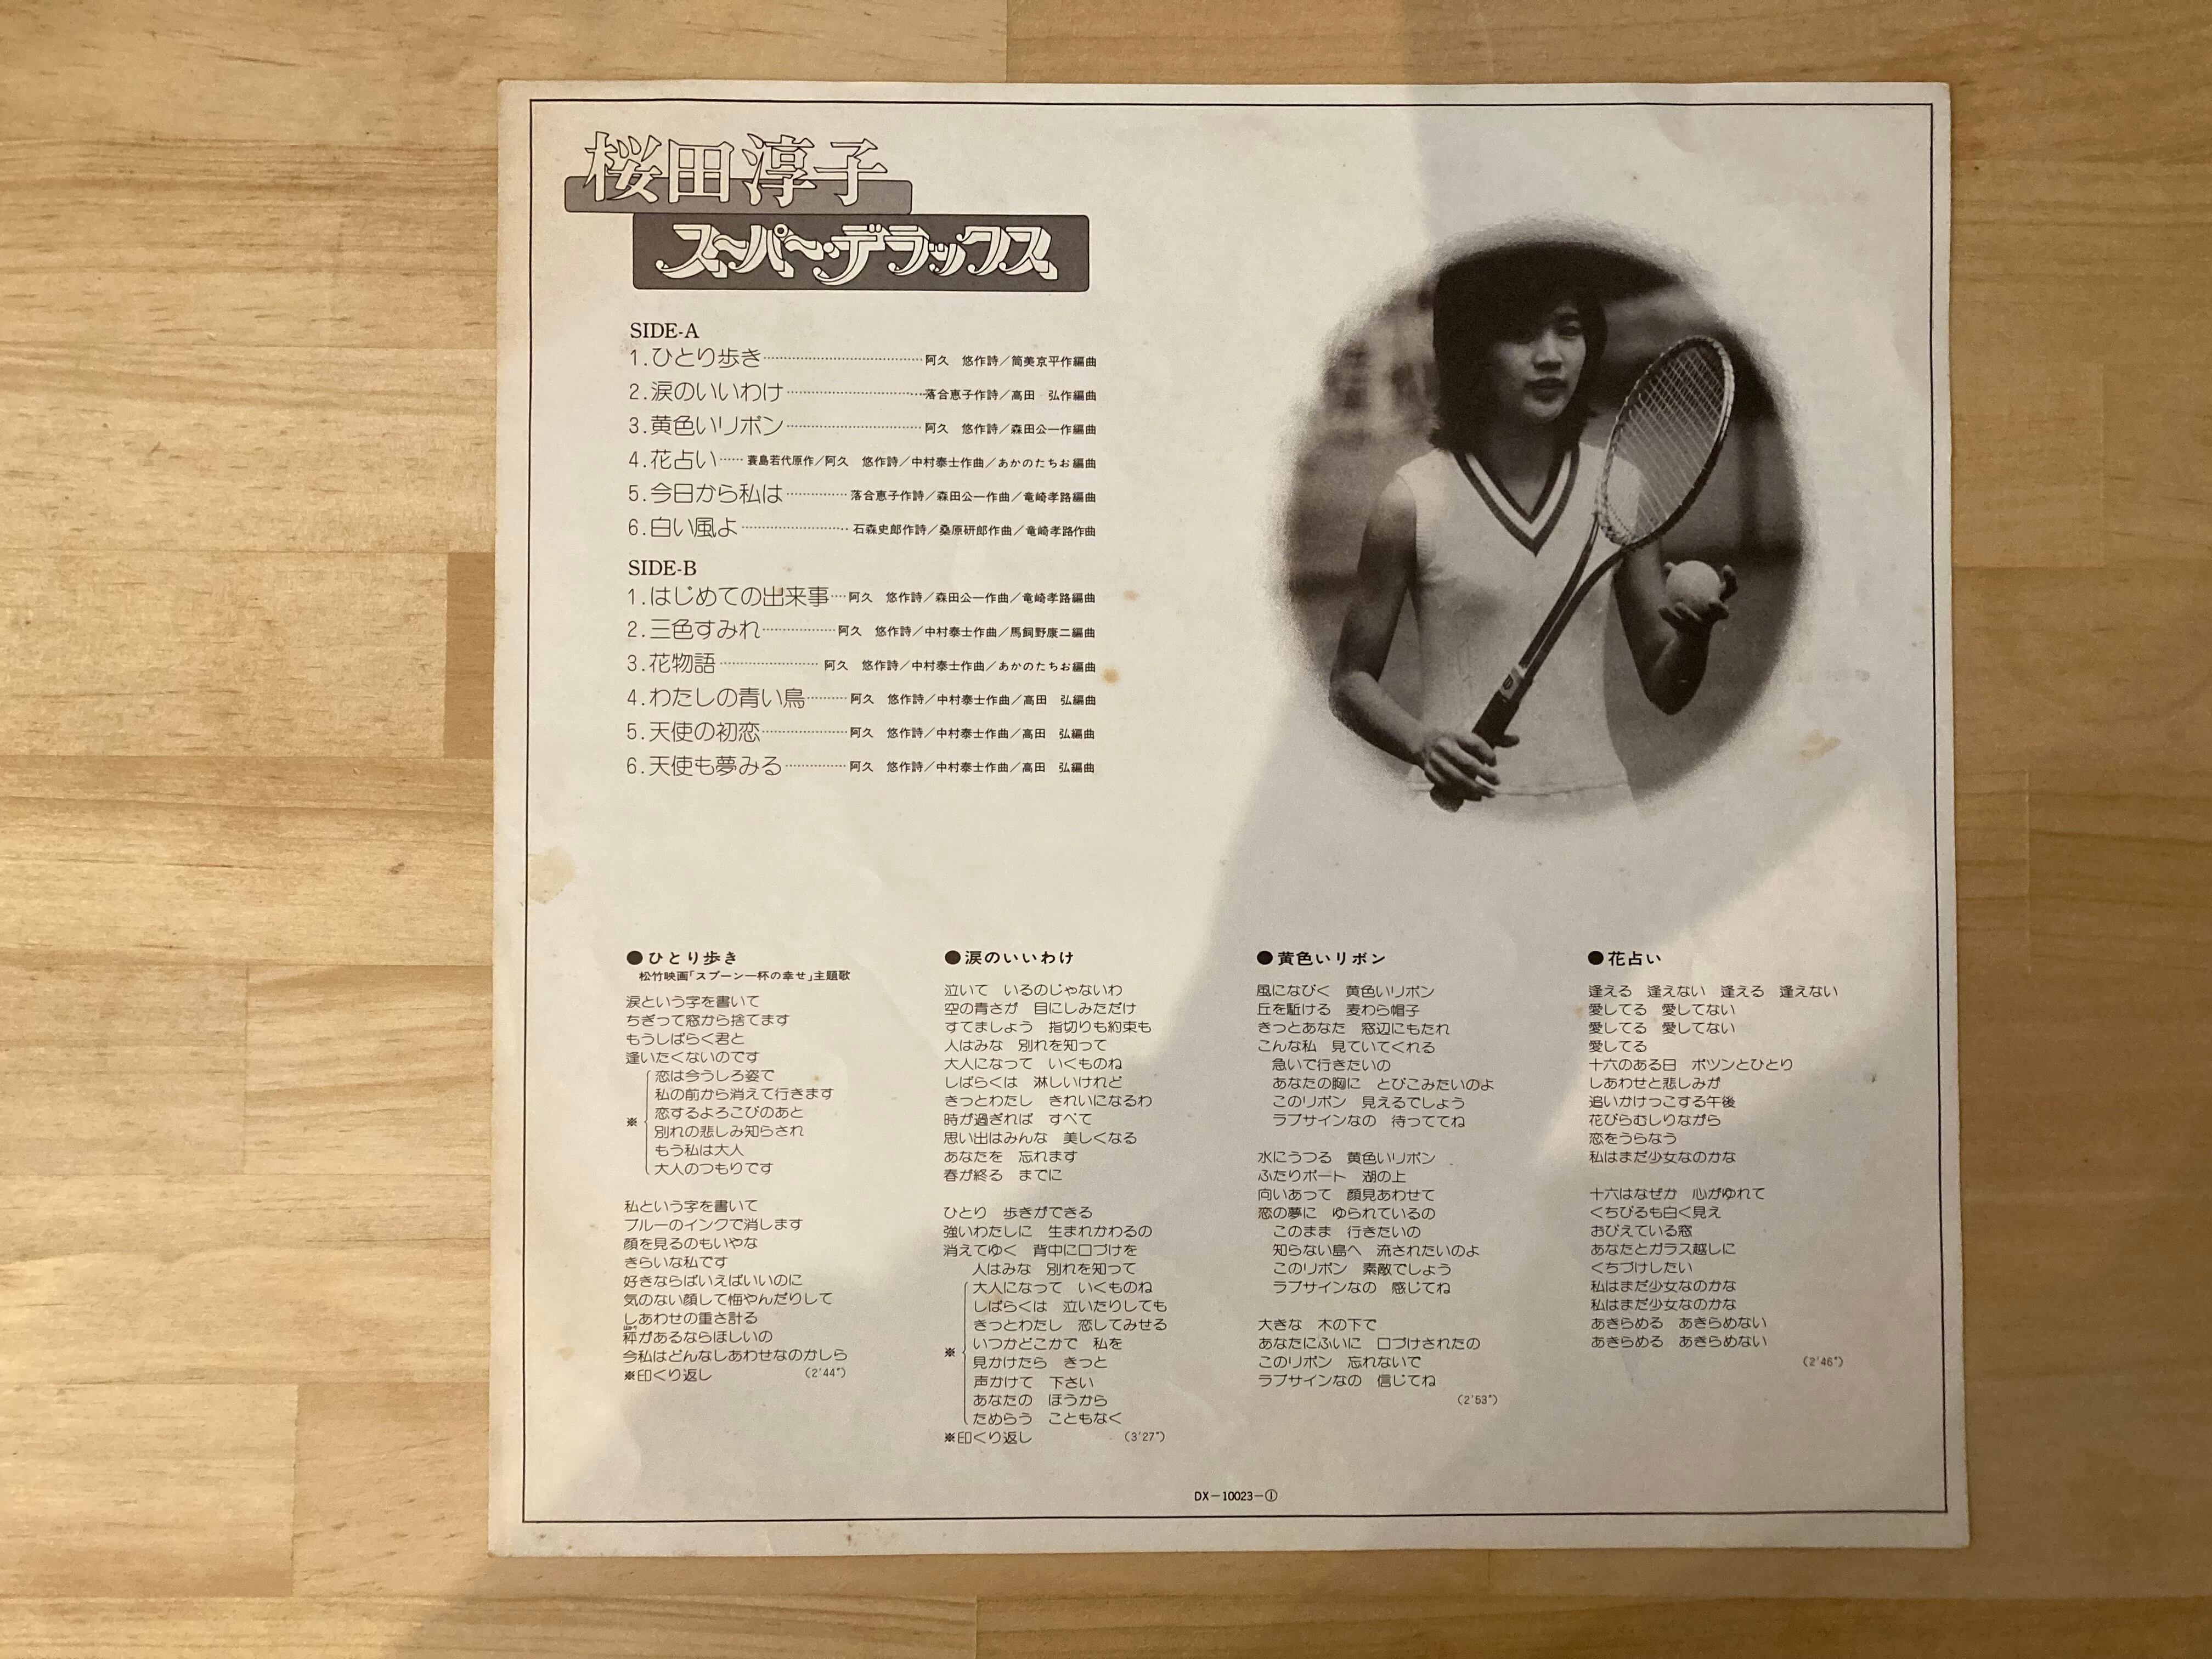 桜田淳子
スーパー・デラックス
SIDE-A
1.ひとり歩き……阿久　悠作詩／筒美京平作編曲
2.涙のいいわけ……落合恵子作詩／高田　弘作編曲
3.黄色いリボン……阿久　悠作詩／森田公一作編曲
4.花占い……蓑島若代原作／阿久　悠作詩／中村泰士作曲／あかのたちお編曲
5.今日から私は……落合恵子作詩／森田公一作曲／竜崎孝路編曲
6.白い風よ……石森史郎作詩／桑原研郎作曲／竜崎孝路作曲
SIDE-B
1.はじめての出来事……阿久　悠作詩／森田公一作曲／竜崎孝路編曲
2.三色すみれ……阿久　悠作詩／中村泰士作曲／馬飼野康二編曲
3.花物語……阿久　悠作詩／中村泰士作曲／あかのたちお編曲
4.わたしの青い鳥……阿久　悠作詩／中村泰士作曲／高田　弘編曲
5.天使の初恋……阿久　悠作詩／中村泰士作曲／高田　弘編曲
6.天使も夢みる……阿久　悠作詩／中村泰士作曲／高田　弘編曲
●ひとり歩き
松竹映画「スプーン一杯の幸せ」主題歌
涙という字を書いて
ちぎって窓から捨てます
もうしばらく君と
逢いたくないのです
恋は今うしろ姿で
私の前から消えて行きます
恋するよろこびのあと
※ 別れの悲しみ知らされ
もう私は大人
大人のつもりです
私という字を書いて
ブルーのインクで消します
顔を見るのもいやな
きらいな私です
好きならばいえばいいのに
気のない顔して悔やんだりして
しあわせの重さ計る
秤があるならほしいの
今私はどんなしあわせなのかしら
※印くり返し　(2'44")
●涙のいいわけ
泣いて　いるのじゃないわ
空の青さが　目にしみただけ
すてましょう　指切りも約束も
人はみな　別れを知って
大人になって　いくものね
しばらくは　淋しいけれど
きっとわたし　きれいになるわ
時が過ぎれば　すべて
思い出はみんな　美しくなる
あなたを　忘れます
春が終る　までに
ひとり　歩きができる
強いわたしに　生まれかわるの
消えてゆく　背中に口づけを
人はみな　別れを知って
大人になって　いくものね
しばらくは　泣いたりしても
きっとわたし　恋してみせる
いつかどこかで　私を
※ 見かけたら　きっと
声かけて　下さい
あなたの　ほうから
ためらう　こともなく
※印くり返し　(3'27")
●黄色いリボン
風になびく　黄色いリボン
丘を駈ける　麦わら帽子
きっとあなた　窓辺にもたれ
こんな私　見ていてくれる
急いで行きたいの
あなたの胸に　とびこみたいのよ
このリボン　見えるでしょう
ラブサインなの　待っててね
水にうつる　黄色いリボン
ふたりボート　湖の上
向いあって　顔見あわせて
恋の夢に　ゆられているの
このまま　行きたいの
知らない島へ　流されたいのよ
このリボン　素敵でしょう
ラブサインなの　感じてね
大きな　木の下で
あなたにふいに　口づけされたの
このリボン　忘れないで
ラブサインなの　信じてね
(2'53")
●花占い
逢える　逢えない　逢える　逢えない
愛してる　愛してない
愛してる　愛してない
愛してる
十六のある日　ポツンとひとり
しあわせと悲しみが
追いかけっこする午後
花びらむしりながら
恋をうらなう
私はまだ少女なのかな
十六はなぜか　心がゆれて
くちびるも白く見え
おびえている窓
あなたとガラス越しに
くちづけしたい
私はまだ少女なのかな
私はまだ少女なのかな
あきらめる　あきらめない
あきらめる　あきらめない
(2'46")
DX－10023－①